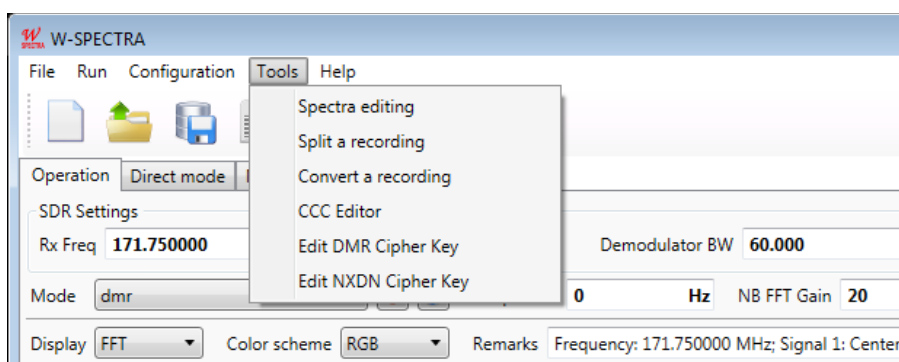 W SPECTRA W-SPECTRA
File Run Configuration Tools Help
Spectra editing
Split a recording
Convert a recording
CCC Editor
Edit DMR Cipher Key
Edit NXDN Cipher Key
Operation Direct mode
SDR Settings
Rx Freq 171.750000 Demodulator BW 60.000
Mode dmr 0 Hz NB FFT Gain 20
Display FFT Color scheme RGB Remarks Frequency: 171.750000 MHz; Signal 1: Center